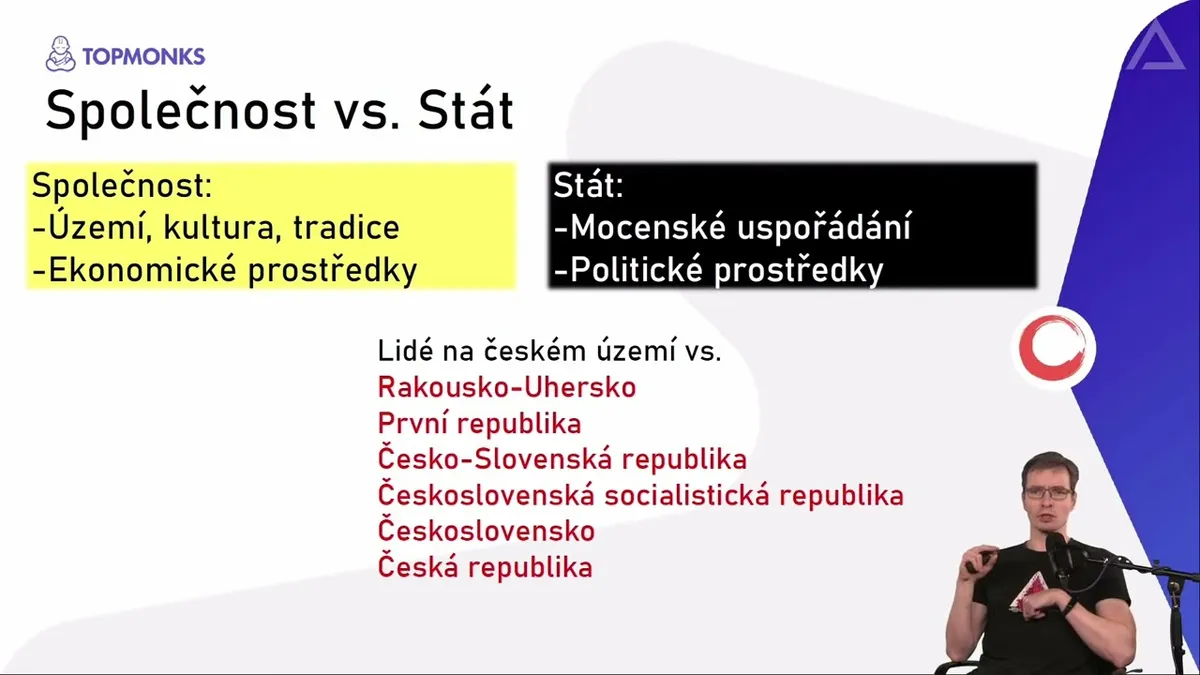 TOPMONKS
Společnost vs. Stát
Společnost:
-Území, kultura, tradice
-Ekonomické prostředky
Stát:
-Mocenské uspořádání
-Politické prostředky
Lidé na českém území vs.
Rakousko-Uhersko
První republika
Česko-Slovenská republika
Československá socialistická republika
Československo
Česká republika